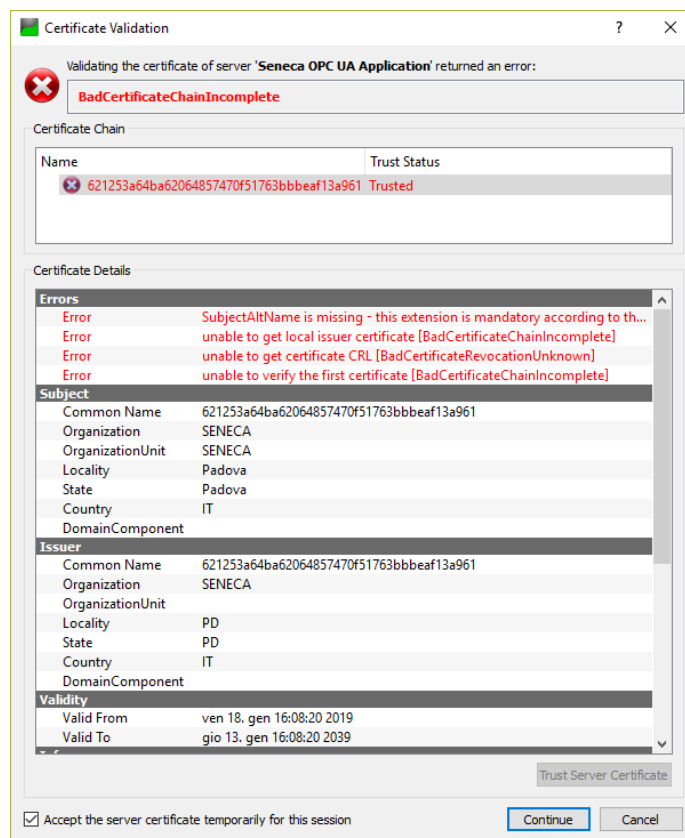 Certificate Validation
? ×
Validating the certificate of server 'Seneca OPC UA Application' returned an error:
BadCertificateChainIncomplete
Certificate Chain
Name Trust Status
621253a64ba62064857470f51763bbbeaf13a961 Trusted
Certificate Details
Errors
Error SubjectAltName is missing - this extension is mandatory according to th...
Error unable to get local issuer certificate [BadCertificateChainIncomplete]
Error unable to get certificate CRL [BadCertificateRevocationUnknown]
Error unable to verify the first certificate [BadCertificateChainIncomplete]
Subject
Common Name 621253a64ba62064857470f51763bbbeaf13a961
Organization SENECA
OrganizationUnit SENECA
Locality Padova
State Padova
Country IT
DomainComponent
Issuer
Common Name 621253a64ba62064857470f51763bbbeaf13a961
Organization SENECA
OrganizationUnit
Locality PD
State PD
Country IT
DomainComponent
Validity
Valid From ven 18. gen 16:08:20 2019
Valid To gio 13. gen 16:08:20 2039
Trust Server Certificate
Accept the server certificate temporarily for this session
Continue Cancel